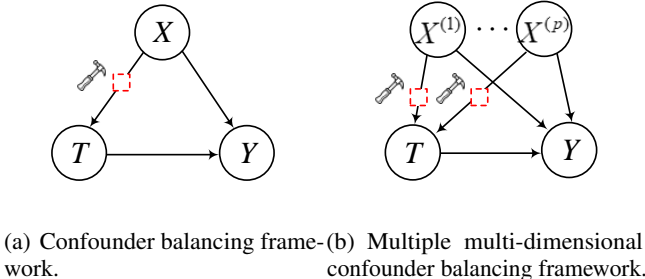 X
T
Y
X(1) ... X(p)
T
Y
(a) Confounder balancing frame-
work.
(b) Multiple multi-dimensional
confounder balancing framework.